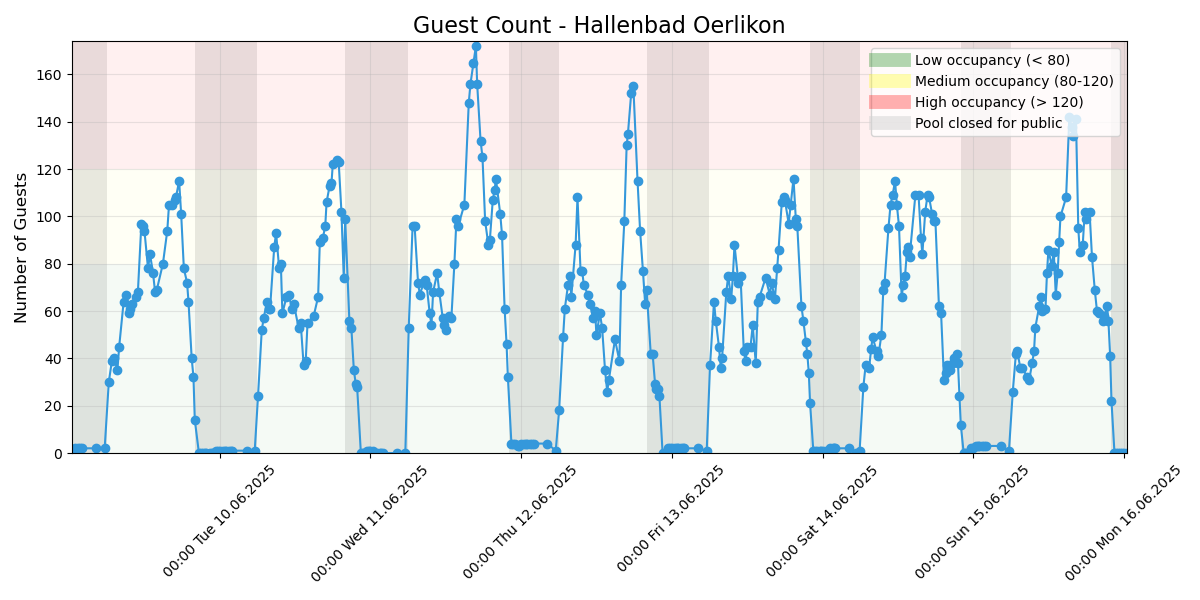 Guest Count - Hallenbad Oerlikon
Low occupancy (< 80)
Medium occupancy (80-120)
High occupancy (> 120)
Pool closed for public
Number of Guests
160
140
120
100
80
60
40
20
0
00:00 Tue 10.06.2025
00:00 Wed 11.06.2025
00:00 Thu 12.06.2025
00:00 Fri 13.06.2025
00:00 Sat 14.06.2025
00:00 Sun 15.06.2025
00:00 Mon 16.06.2025